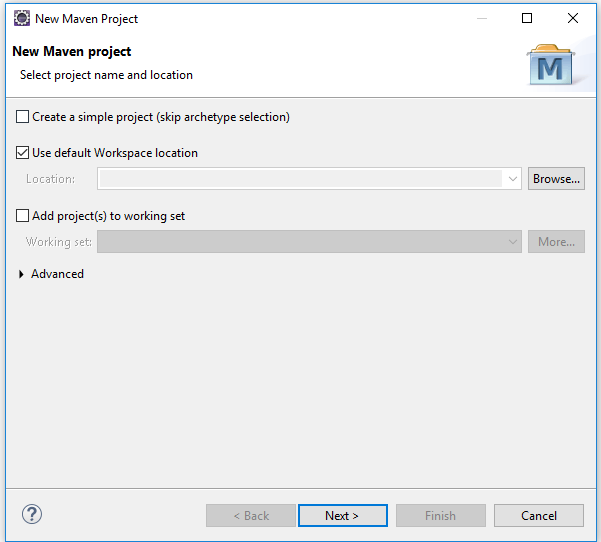 New Maven Project
New Maven project
Select project name and location
M
Create a simple project (skip archetype selection)
Use default Workspace location
Location:
Browse...
Add project(s) to working set
Working set:
More...
Advanced
?
< Back
Next >
Finish
Cancel